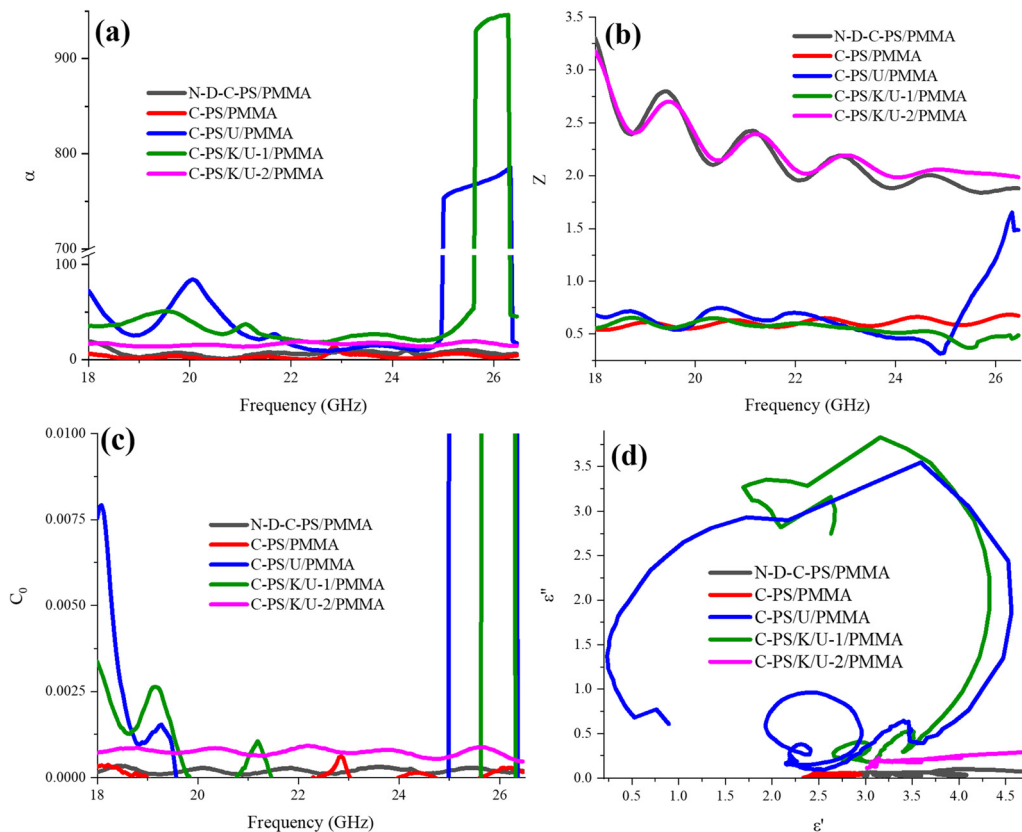 (a)
950
900
800
700
100
50
0
α
N-D-C-PS/PMMA
C-PS/PMMA
C-PS/U/PMMA
C-PS/K/U-1/PMMA
C-PS/K/U-2/PMMA
18 20 22 24 26
Frequency (GHz)
(b)
3.5
3.0
2.5
2.0
1.5
1.0
0.5
Z
N-D-C-PS/PMMA
C-PS/PMMA
C-PS/U/PMMA
C-PS/K/U-1/PMMA
C-PS/K/U-2/PMMA
18 20 22 24 26
Frequency (GHz)
(c)
0.0100
0.0075
0.0050
0.0025
0.0000
C0
N-D-C-PS/PMMA
C-PS/PMMA
C-PS/U/PMMA
C-PS/K/U-1/PMMA
C-PS/K/U-2/PMMA
18 20 22 24 26
Frequency (GHz)
(d)
3.5
3.0
2.5
2.0
1.5
1.0
0.5
0.0
ε''
N-D-C-PS/PMMA
C-PS/PMMA
C-PS/U/PMMA
C-PS/K/U-1/PMMA
C-PS/K/U-2/PMMA
0.5 1.0 1.5 2.0 2.5 3.0 3.5 4.0 4.5
ε'